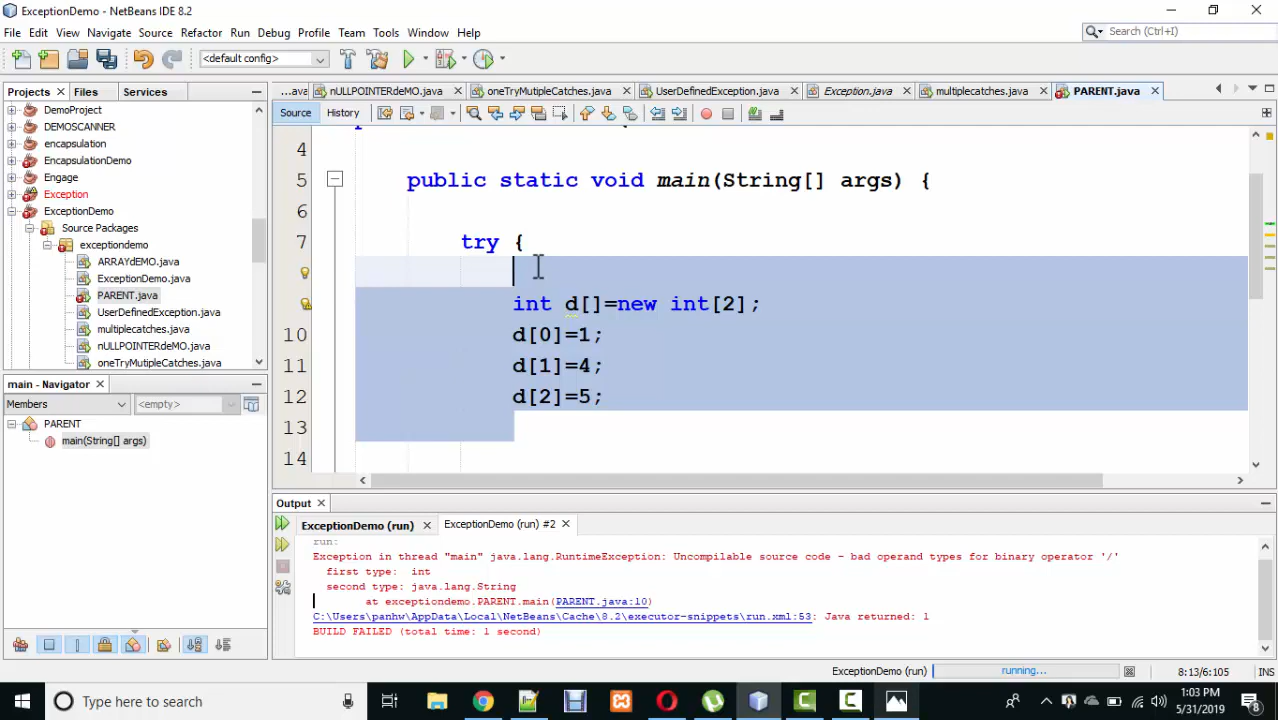 ExceptionDemo - NetBeans IDE 8.2
File Edit View Navigate Source Refactor Run Debug Profile Team Tools Window Help
Search (Ctrl+I)
<default config>
Projects Files Services
...ava nULLPOINTERdeMO.java oneTryMutipleCatches.java UserDefinedException.java Exception.java multiplecatches.java PARENT.java
Source History
DemoProject
DEMOSCANNER
encapsulation
EncapsulationDemo
Engage
Exception
ExceptionDemo
Source Packages
exceptiondemo
ARRAYdeMO.java
ExceptionDemo.java
PARENT.java
UserDefinedException.java
multiplecatches.java
nULLPOINTERdeMO.java
oneTryMutipleCatches.java
4
5 public static void main(String[] args) {
6
7 try {
int d[]=new int[2];
10 d[0]=1;
11 d[1]=4;
12 d[2]=5;
13
14
main - Navigator
Members <empty>
PARENT
main(String[] args)
Output
ExceptionDemo (run) ExceptionDemo (run) #2
run:
Exception in thread "main" java.lang.RuntimeException: Uncompilable source code - bad operand types for binary operator '/'
first type: int
second type: java.lang.String
at exceptiondemo.PARENT.main(PARENT.java:10)
C:\Users\panhw\AppData\Local\NetBeans\Cache\8.2\executor-snippets\run.xml:53: Java returned: 1
BUILD FAILED (total time: 1 second)
ExceptionDemo (run) running... 8:13/6:105 INS
Type here to search
1:03 PM
5/31/2019
8